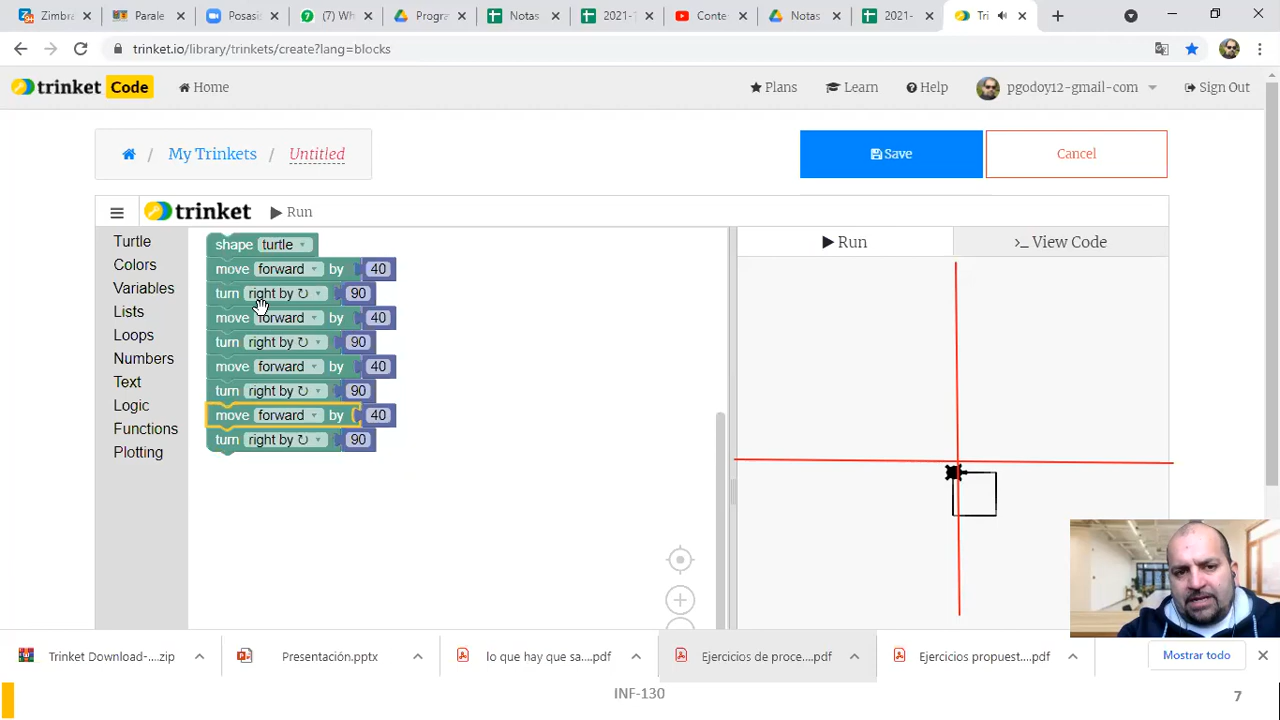 Zimb
Parale
Posas
(7) Wh
Progra
Notas
2021-1
Conte
Notas
2021-
Tri
trinket.io/library/trinkets/create?lang=blocks
trinket Code Home Plans Learn Help pgodoy12-gmail-com Sign Out
/ My Trinkets / Untitled Save Cancel
trinket Run
Turtle
Colors
Variables
Lists
Loops
Numbers
Text
Logic
Functions
Plotting
shape turtle
move forward by 40
turn right by ↻ 90
move forward by 40
turn right by ↻ 90
move forward by 40
turn right by ↻ 90
move forward by 40
turn right by ↻ 90
Run >_ View Code
Trinket Download-....zip Presentación.pptx lo que hay que sa....pdf Ejercicios de proce....pdf Ejercicios propuest....pdf Mostrar todo
INF-130 7